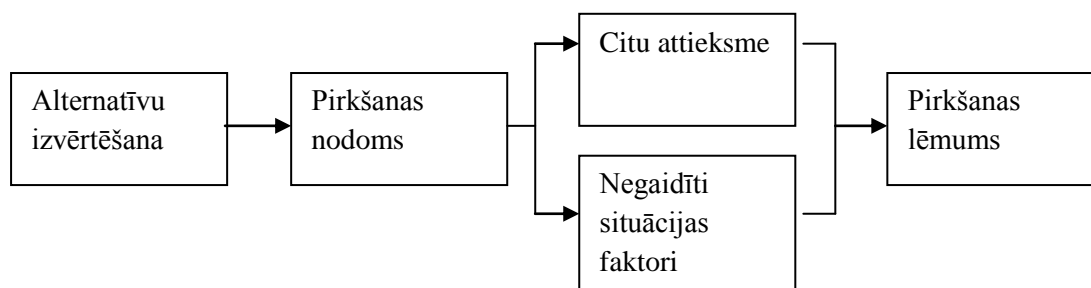 Alternatīvu
izvērtēšana
Pirkšanas
nodoms
Citu attieksme
Negaidīti
situācijas
faktori
Pirkšanas
lēmums